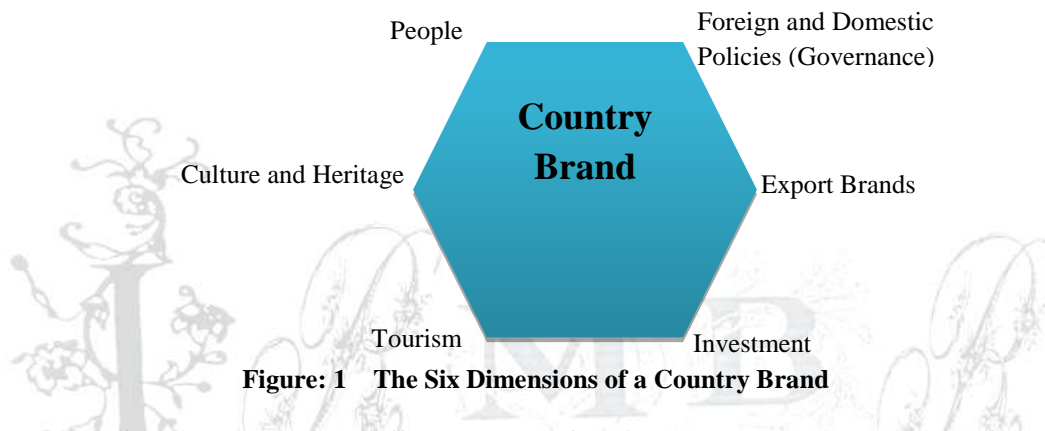 People
Foreign and Domestic
Policies (Governance)
Country
Brand
Culture and Heritage
Export Brands
Tourism
Investment
Figure: 1 The Six Dimensions of a Country Brand
I B M B R